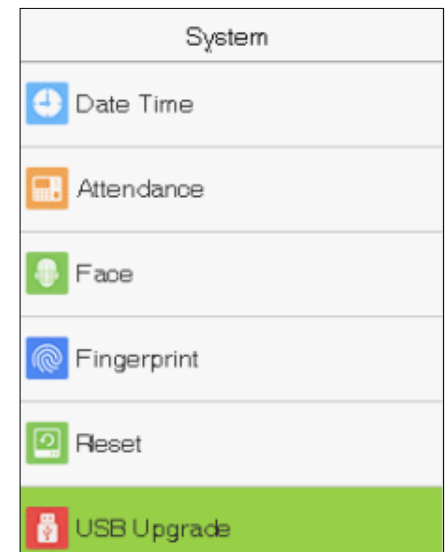 System
Date Time
Attendance
Face
Fingerprint
Reset
USB Upgrade